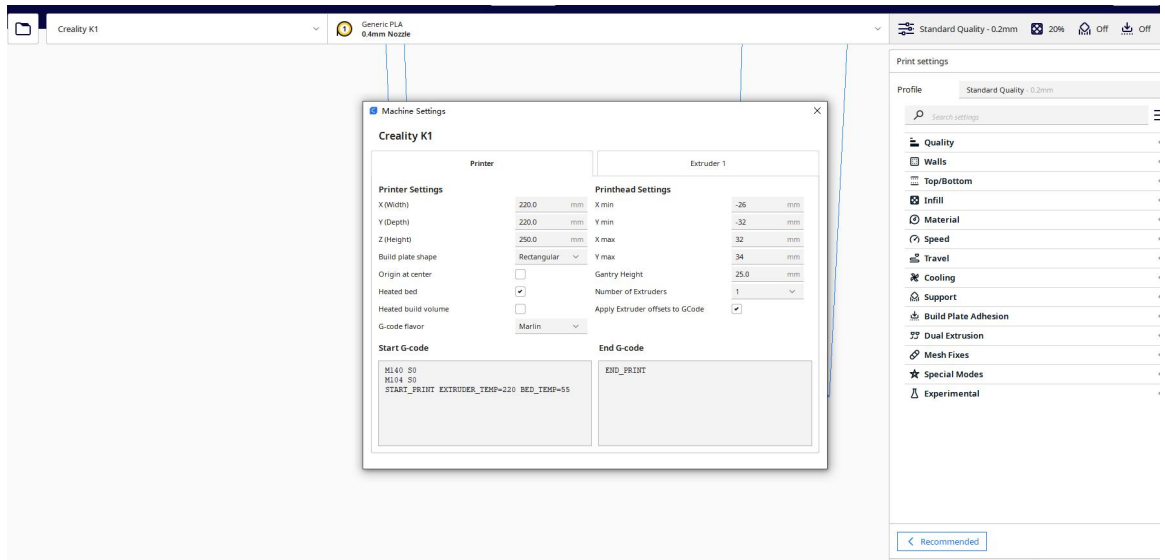 Creality K1
Generic PLA
0.4mm Nozzle
1
Standard Quality - 0.2mm
20%
Off
Off
Print settings
Profile
Standard Quality - 0.2mm
Search settings
Quality
Walls
Top/Bottom
Infill
Material
Speed
Travel
Cooling
Support
Build Plate Adhesion
Dual Extrusion
Mesh Fixes
Special Modes
Experimental
Recommended
Machine Settings
Creality K1
Printer
Extruder 1
Printer Settings
X (Width) 220.0 mm
Y (Depth) 220.0 mm
Z (Height) 250.0 mm
Build plate shape Rectangular
Origin at center
Heated bed
Heated build volume
G-code flavor Marlin
Printhead Settings
X min -26 mm
Y min -32 mm
X max 32 mm
Y max 34 mm
Gantry Height 25.0 mm
Number of Extruders 1
Apply Extruder offsets to GCode
Start G-code
M140 S0
M104 S0
START_PRINT EXTRUDER_TEMP=220 BED_TEMP=55
End G-code
END_PRINT